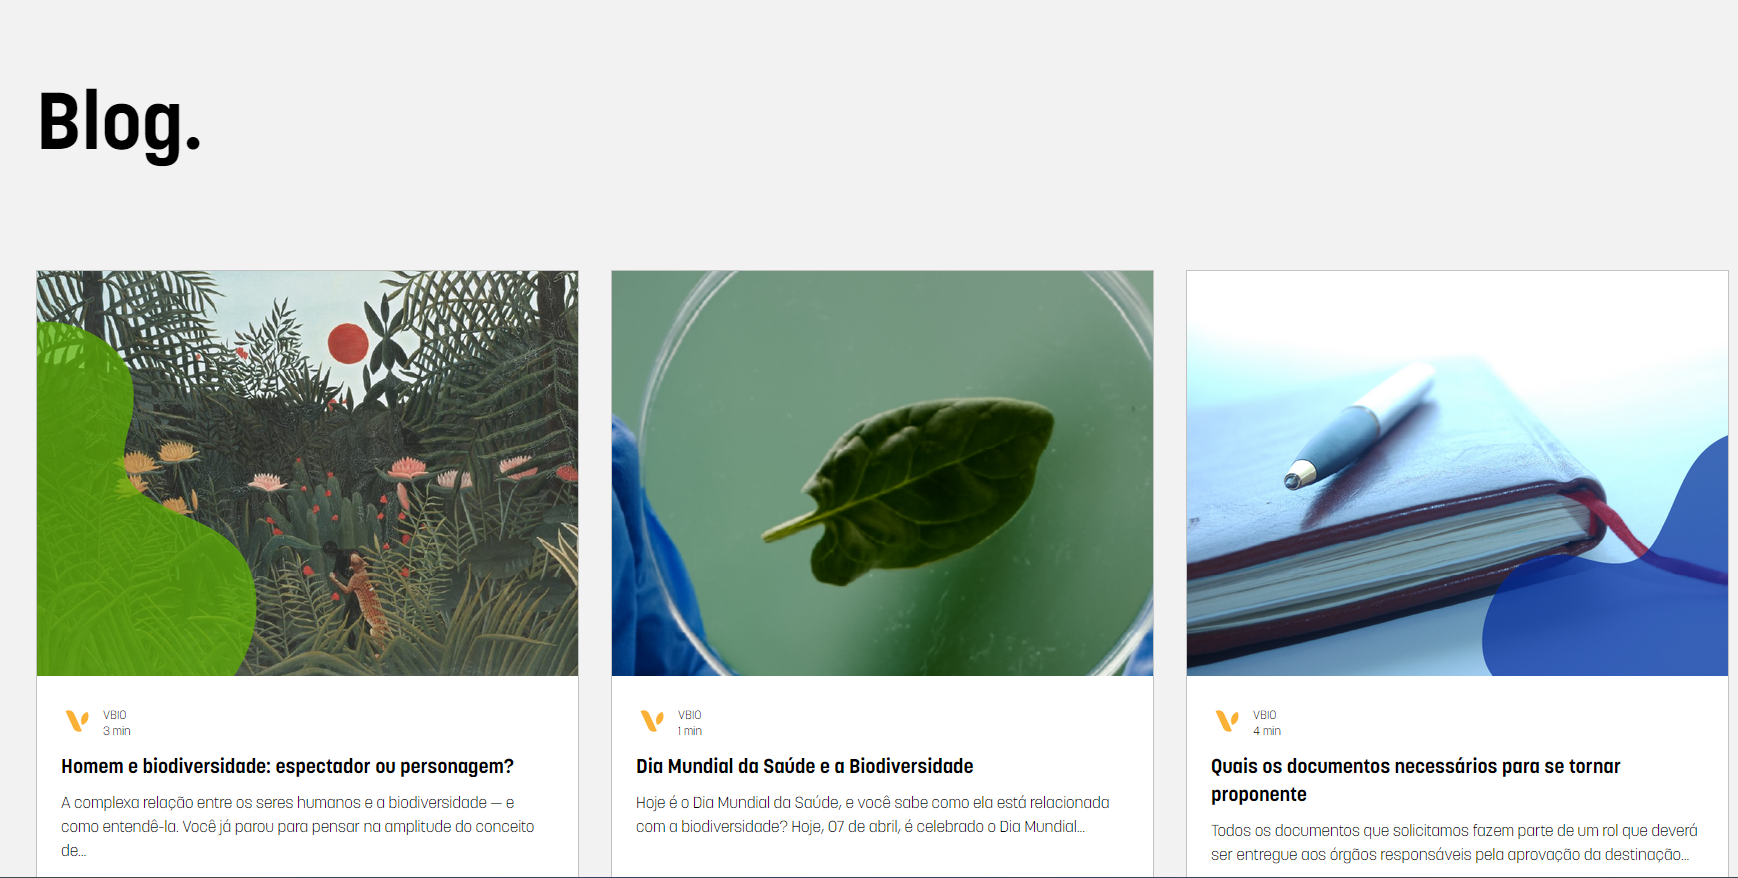 Blog.
VBIO
3 min
Homem e biodiversidade: espectador ou personagem?
A complexa relação entre os seres humanos e a biodiversidade — e
como entendê-la. Você já parou para pensar na amplitude do conceito
de...
VBIO
1 min
Dia Mundial da Saúde e a Biodiversidade
Hoje é o Dia Mundial da Saúde, e você sabe como ela está relacionada
com a biodiversidade? Hoje, 07 de abril, é celebrado o Dia Mundial...
VBIO
4 min
Quais os documentos necessários para se tornar
proponente
Todos os documentos que solicitamos fazem parte de um rol que deverá
ser entregue aos órgãos responsáveis pela aprovação da destinação...